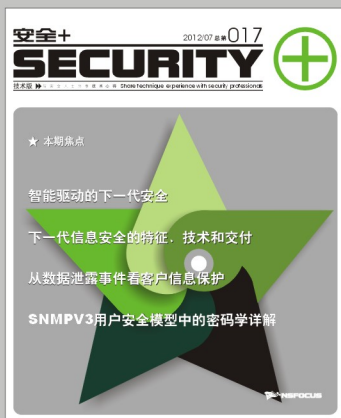 安全+
2012/07 总第017
SECURITY
技术版
Share technique experience with security professionals
★ 本期焦点
智能驱动的下一代安全
下一代信息安全的特征、技术和交付
从数据泄露事件看客户信息保护
SNMPV3用户安全模型中的密码学详解
NSFOCUS